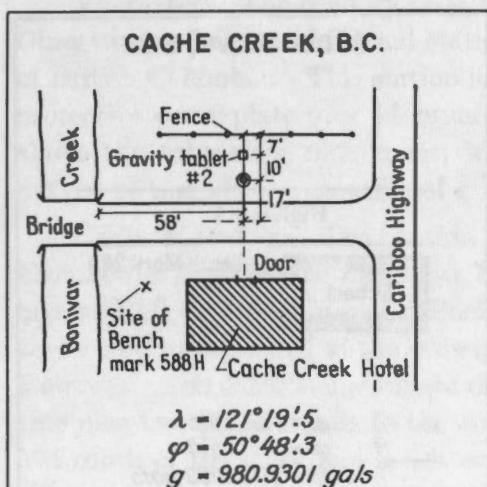 CACHE CREEK, B.C.
Fence
7'
Gravity tablet
#2
10'
17'
58'
Creek
Bridge
Bonivar
Cariboo Highway
Door
Site of
Bench
mark 588H
Cache Creek Hotel
λ - 121°19'.5
φ - 50°48'.3
g - 980.9301 gals